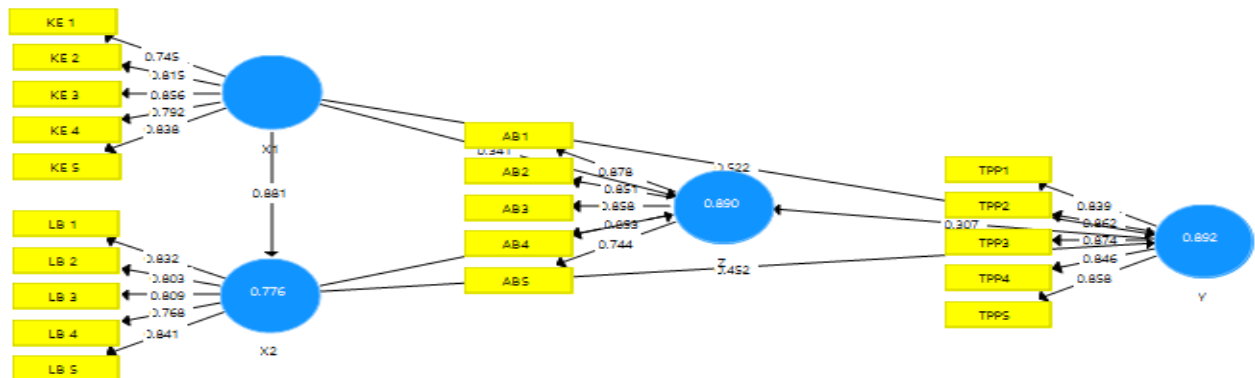 KE 1
KE 2
KE 3
KE 4
KE 5
0.745
0.815
0.856
0.792
0.838
X1
0.881
LB 1
LB 2
LB 3
LB 4
LB 5
0.832
0.803
0.809
0.768
0.841
0.776
X2
0.341
AB1
AB2
AB3
AB4
AB5
0.878
0.851
0.858
0.744
0.890
Z
0.522
0.307
0.452
TPP1
TPP2
TPP3
TPP4
TPP5
0.839
0.862
0.874
0.846
0.858
0.892
Y